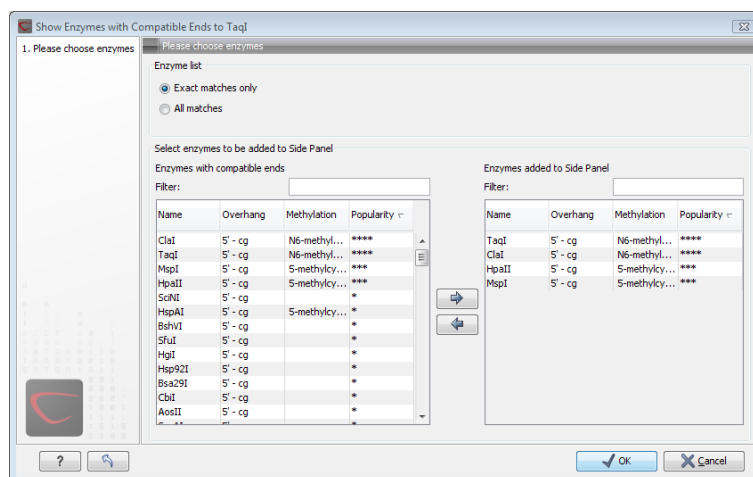 Show Enzymes with Compatible Ends to TaqI
1. Please choose enzymes
Please choose enzymes
Enzyme list
Exact matches only
All matches
Select enzymes to be added to Side Panel
Enzymes with compatible ends
Filter:
Name Overhang Methylation Popularity
ClaI 5' - cg N6-methyl... ****
TaqI 5' - cg N6-methyl... ****
MspI 5' - cg 5-methylcy... ***
HpaII 5' - cg 5-methylcy... ***
SciNI 5' - cg *
HspAI 5' - cg 5-methylcy... *
BshVI 5' - cg *
SfuI 5' - cg *
HgiI 5' - cg *
Hsp92I 5' - cg *
Bsa29I 5' - cg *
CbiI 5' - cg *
AosII 5' - cg *
Enzymes added to Side Panel
Filter:
Name Overhang Methylation Popularity
TaqI 5' - cg N6-methyl... ****
ClaI 5' - cg N6-methyl... ****
HpaII 5' - cg 5-methylcy... ***
MspI 5' - cg 5-methylcy... ***
?
OK
Cancel